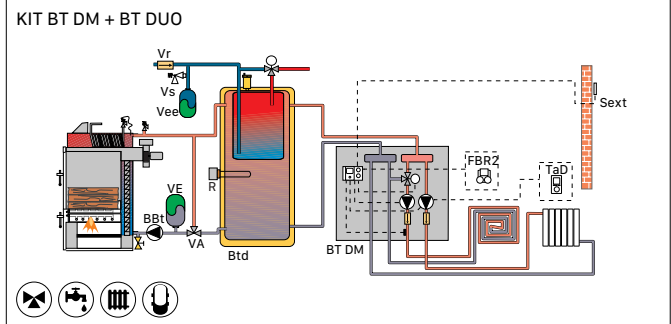 KIT BT DM + BT DUO
Vr
Vs
Vee
Sext
FBR2
TaD
R
VE
BBt
VA
BT DM
Btd